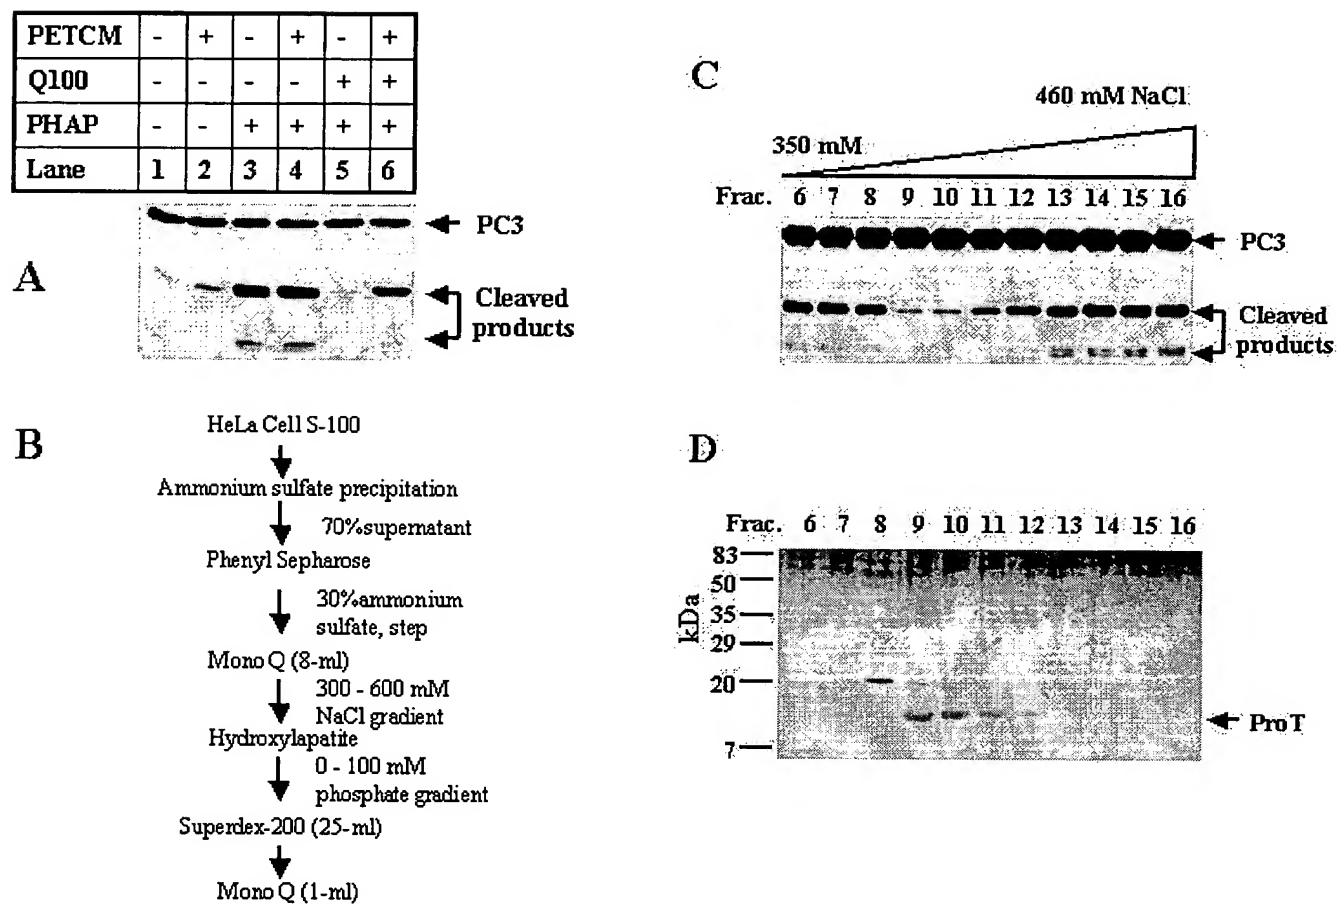 PETCM - + - + - +
Q100 - - - - + +
PHAP - - + + + +
Lane 1 2 3 4 5 6
PC3
A
Cleaved
products
B
HeLa Cell S-100
Ammonium sulfate precipitation
70%supernatant
Phenyl Sepharose
30%ammonium
sulfate, step
Mono Q (8-ml)
300 - 600 mM
NaCl gradient
Hydroxylapatite
0 - 100 mM
phosphate gradient
Superdex-200 (25-ml)
Mono Q (1-ml)
C
460 mM NaCl
350 mM
Frac. 6 7 8 9 10 11 12 13 14 15 16
PC3
Cleaved
products
D
Frac. 6 7 8 9 10 11 12 13 14 15 16
83
50
35
29
20
7
kDa
ProT